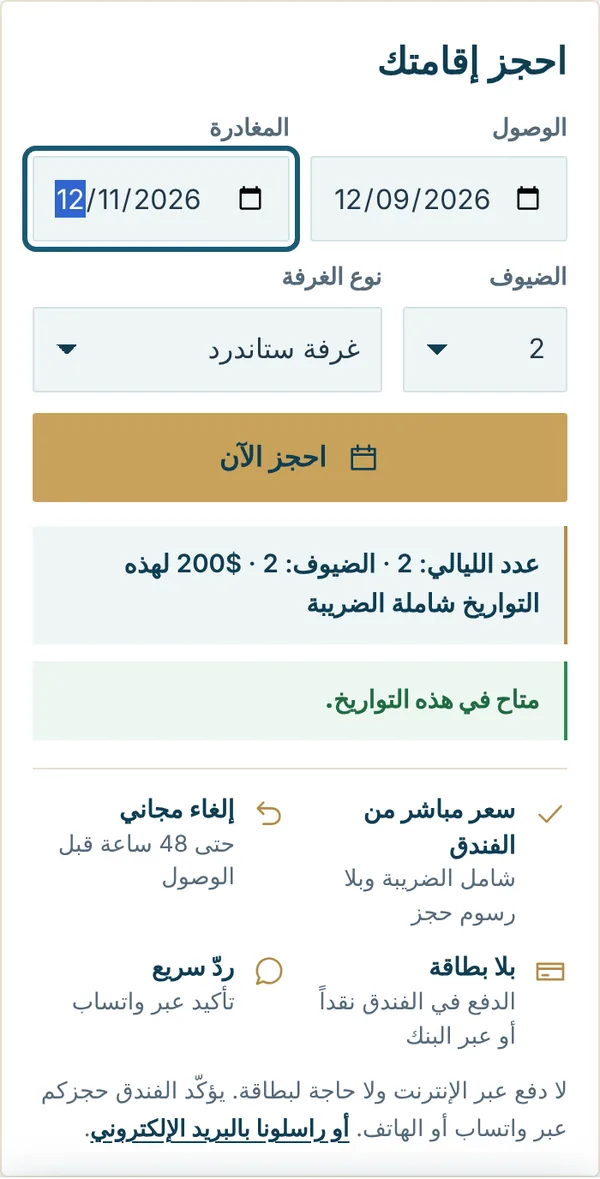 احجز إقامتك
الوصول
المغادرة
12/09/2026
12/11/2026
الضيوف
نوع الغرفة
2
غرفة ستاندرد
احجز الآن
عدد الليالي: 2 · الضيوف: 2 · 200$ لهذه
التواريخ شاملة الضريبة
متاح في هذه التواريخ.
سعر مباشر من
الفندق
شامل الضريبة وبلا
رسوم حجز
إلغاء مجاني
حتى 48 ساعة قبل
الوصول
بلا بطاقة
الدفع في الفندق نقداً
أو عبر البنك
ردّ سريع
تأكيد عبر واتساب
لا دفع عبر الإنترنت ولا حاجة لبطاقة. يؤكّد الفندق حجزكم
عبر واتساب أو الهاتف. أو راسلونا بالبريد الإلكتروني.